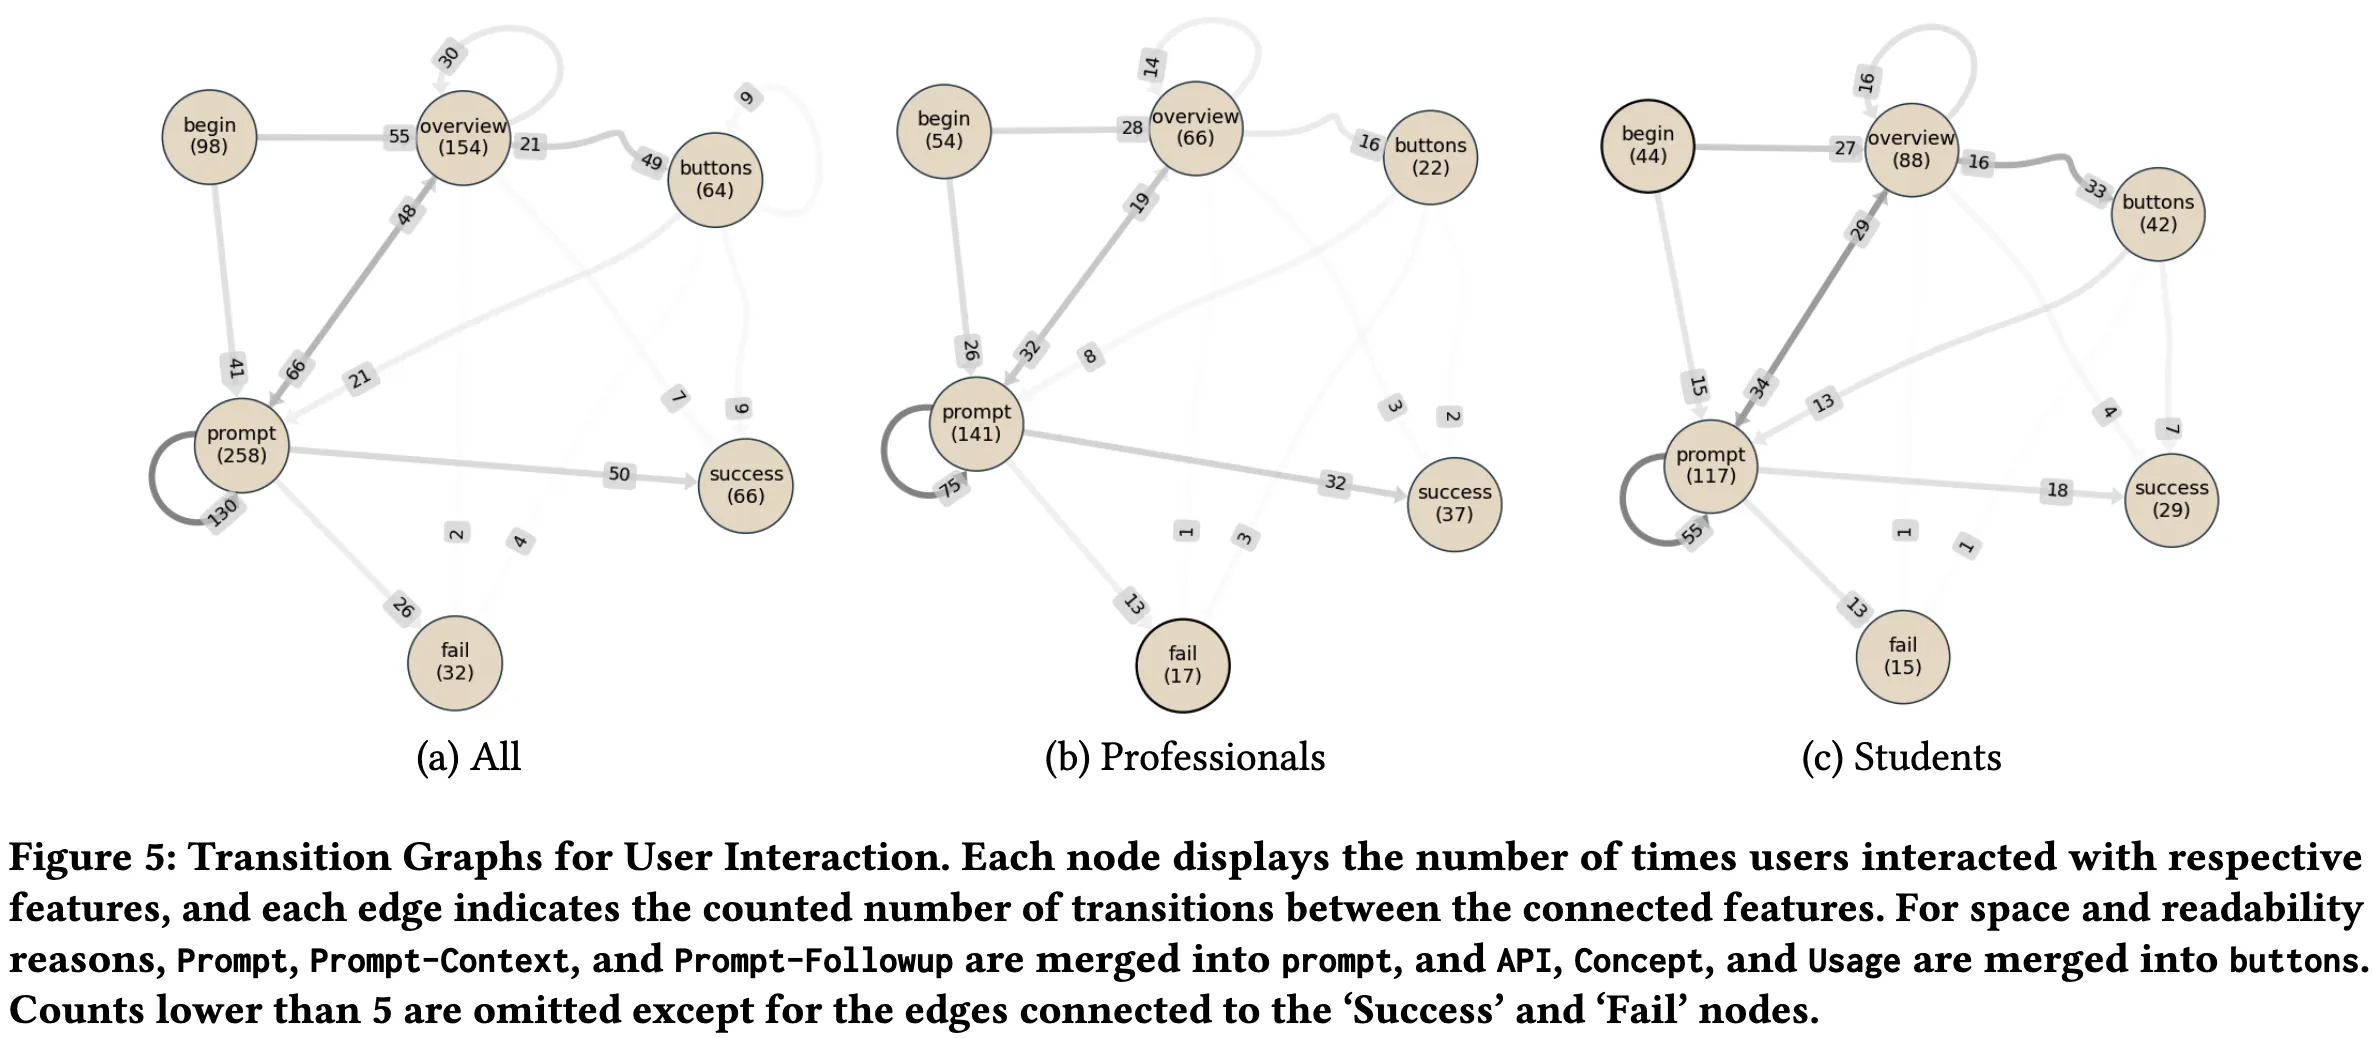 30
begin
(98)
55
overview
(154)
21
49
9
buttons
(64)
48
41
66
21
prompt
(258)
130
50
7
9
success
(66)
2
4
26
fail
(32)
(a) All
14
begin
(54)
28
overview
(66)
16
buttons
(22)
19
26
32
8
prompt
(141)
75
32
3
2
success
(37)
1
3
13
fail
(17)
(b) Professionals
16
begin
(44)
27
overview
(88)
16
33
buttons
(42)
29
15
34
13
prompt
(117)
55
18
4
7
success
(29)
1
1
13
fail
(15)
(c) Students
Figure 5: Transition Graphs for User Interaction. Each node displays the number of times users interacted with respective
features, and each edge indicates the counted number of transitions between the connected features. For space and readability
reasons, Prompt, Prompt-Context, and Prompt-Followup are merged into prompt, and API, Concept, and Usage are merged into buttons.
Counts lower than 5 are omitted except for the edges connected to the ‘Success’ and ‘Fail’ nodes.